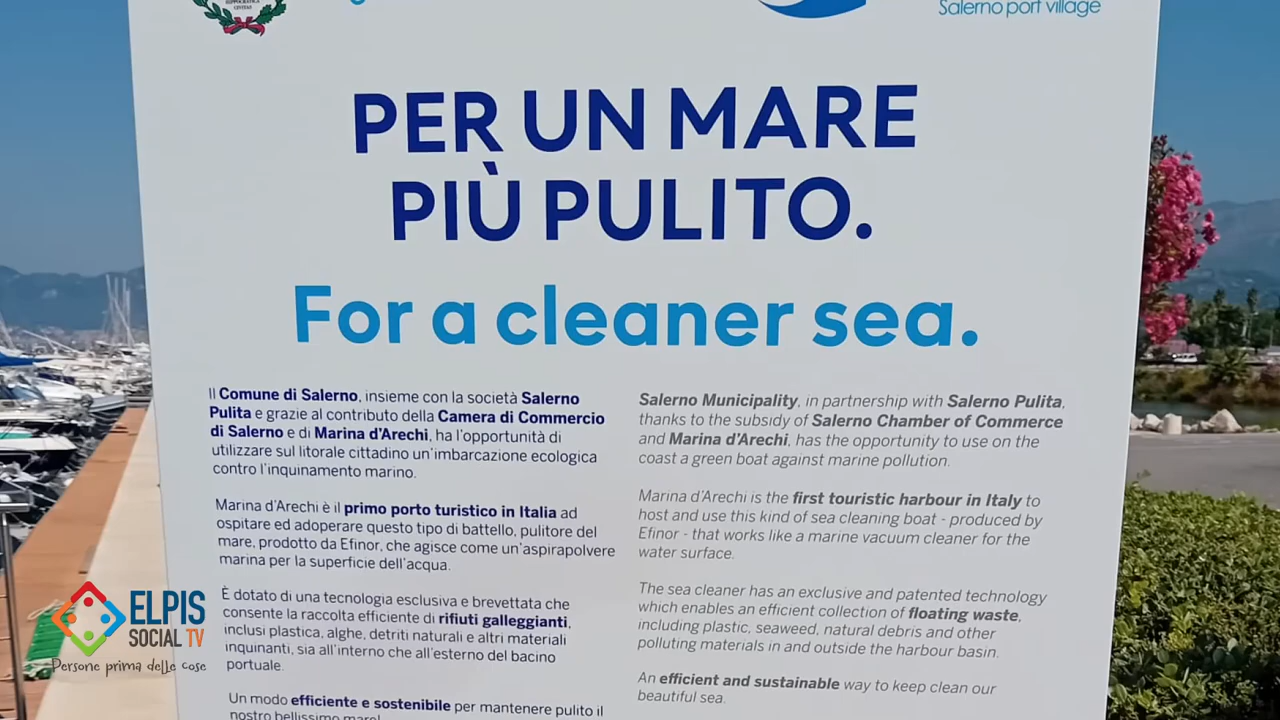 HIPPOCRATICA
CIVITAS
Salerno port village
PER UN MARE
PIÙ PULITO.
For a cleaner sea.
Il Comune di Salerno, insieme con la società Salerno
Pulita e grazie al contributo della Camera di Commercio
di Salerno e di Marina d'Arechi, ha l'opportunità di
utilizzare sul litorale cittadino un'imbarcazione ecologica
contro l'inquinamento marino.
Marina d'Arechi è il primo porto turistico in Italia ad
ospitare ed adoperare questo tipo di battello, pulitore del
mare, prodotto da Efinor, che agisce come un'aspirapolvere
marina per la superficie dell'acqua.
È dotato di una tecnologia esclusiva e brevettata che
consente la raccolta efficiente di rifiuti galleggianti,
inclusi plastica, alghe, detriti naturali e altri materiali
inquinanti, sia all'interno che all'esterno del bacino
portuale.
Un modo efficiente e sostenibile per mantenere pulito il
nostro bellissimo mare!
Salerno Municipality, in partnership with Salerno Pulita,
thanks to the subsidy of Salerno Chamber of Commerce
and Marina d'Arechi, has the opportunity to use on the
coast a green boat against marine pollution.
Marina d'Arechi is the first touristic harbour in Italy to
host and use this kind of sea cleaning boat - produced by
Efinor - that works like a marine vacuum cleaner for the
water surface.
The sea cleaner has an exclusive and patented technology
which enables an efficient collection of floating waste,
including plastic, seaweed, natural debris and other
polluting materials in and outside the harbour basin.
An efficient and sustainable way to keep clean our
beautiful sea.
ELPIS
SOCIAL TV
Persone prima delle cose